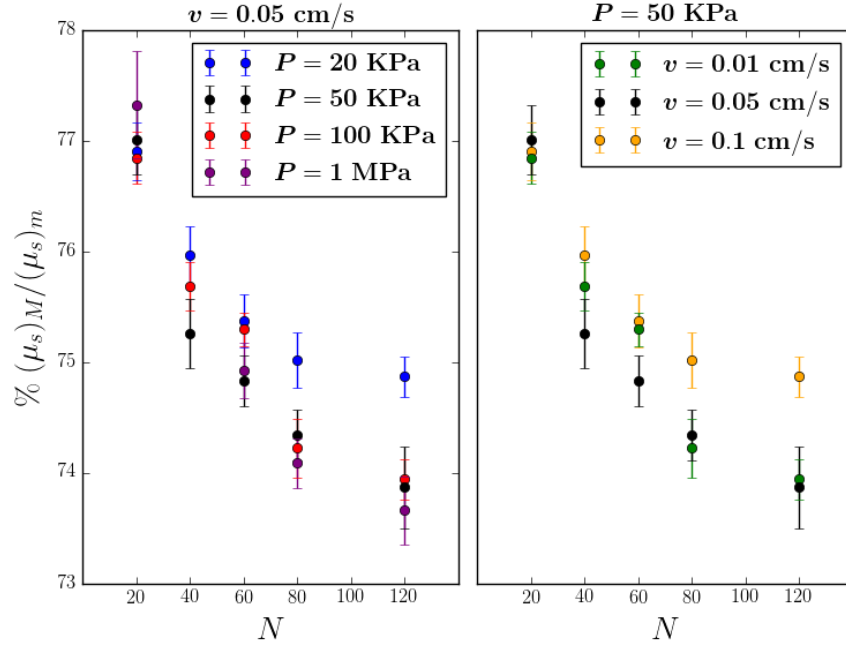 v = 0.05 cm/s
P = 50 KPa
% (μₛ)_M/(μₛ)_m
78
77
76
75
74
73
P = 20 KPa
P = 50 KPa
P = 100 KPa
P = 1 MPa
v = 0.01 cm/s
v = 0.05 cm/s
v = 0.1 cm/s
20 40 60 80 100 120
20 40 60 80 100 120
N
N